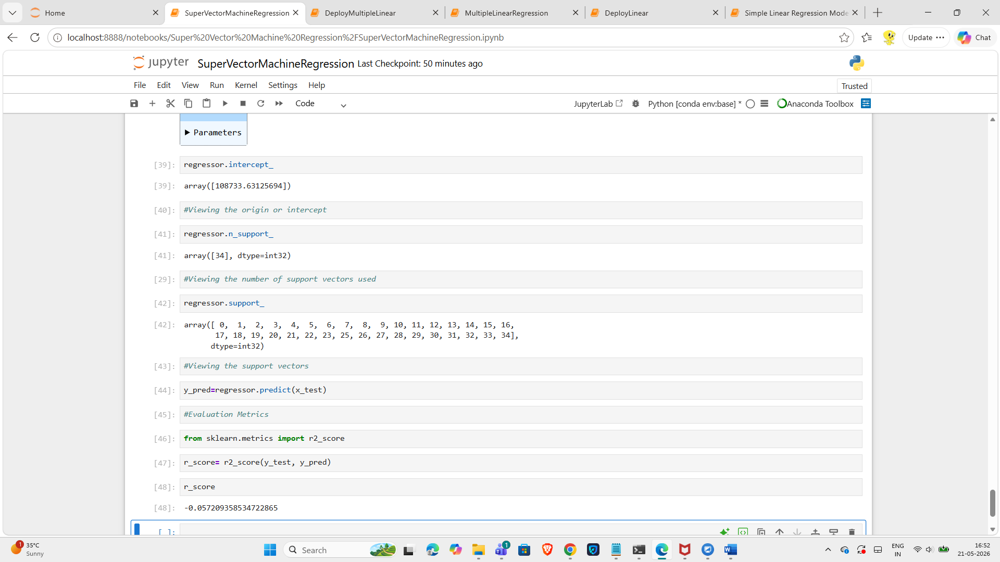 Home
SuperVectorMachineRegression
DeployMultipleLinear
MultipleLinearRegression
DeployLinear
Simple Linear Regression Mode
localhost:8888/notebooks/Super%20Vector%20Machine%20Regression%2FSuperVectorMachineRegression.ipynb
Update
Chat
jupyter
SuperVectorMachineRegression Last Checkpoint: 50 minutes ago
File Edit View Run Kernel Settings Help
Trusted
Code
JupyterLab
Python [conda env:base] *
Anaconda Toolbox
▶ Parameters
[39]: regressor.intercept_
[39]: array([108733.63125694])
[40]: #Viewing the origin or intercept
[41]: regressor.n_support_
[41]: array([34], dtype=int32)
[29]: #Viewing the number of support vectors used
[42]: regressor.support_
[42]: array([ 0, 1, 2, 3, 4, 5, 6, 7, 8, 9, 10, 11, 12, 13, 14, 15, 16,
17, 18, 19, 20, 21, 22, 23, 25, 26, 27, 28, 29, 30, 31, 32, 33, 34],
dtype=int32)
[43]: #Viewing the support vectors
[44]: y_pred=regressor.predict(x_test)
[45]: #Evaluation Metrics
[46]: from sklearn.metrics import r2_score
[47]: r_score= r2_score(y_test, y_pred)
[48]: r_score
[48]: -0.057209358534722865
[ ]:
1
35°C
Sunny
Search
1
ENG
IN
16:52
21-05-2026